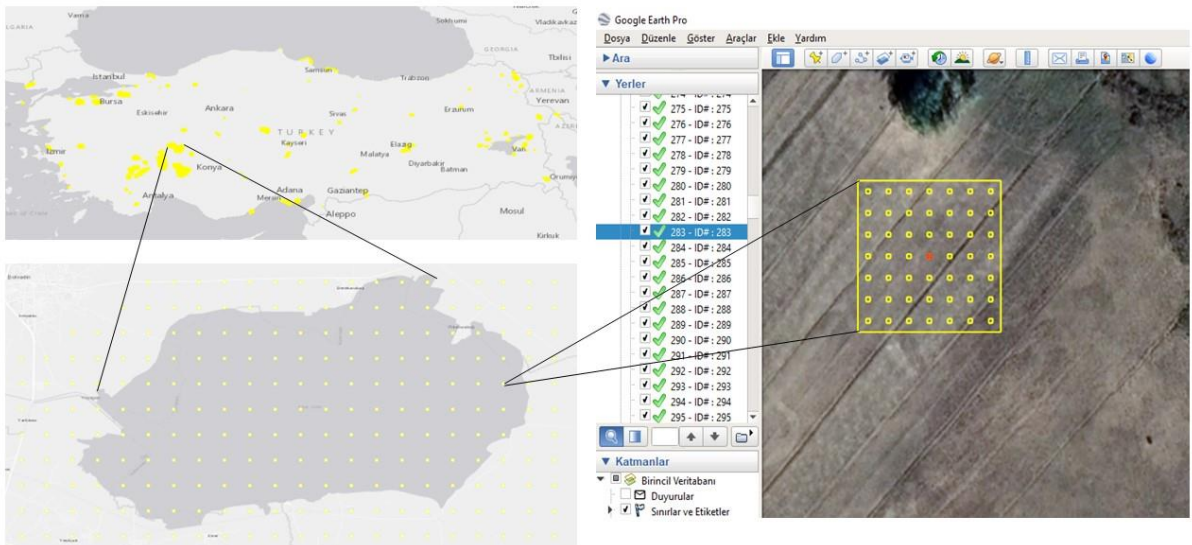 Varna
Sokhumi
Vladikavkaz
GEORGIA
Tbilisi
Istanbul
Samsun
Trabzon
ARMENIA
Yerevan
Bursa
Ankara
Erzurum
Eskisehir
Sivas
TURKEY
Kayseri
Izmir
Elazig
Van
Malatya
Konya
Diyarbakir
Batman
Antalya
Adana
Gaziantep
Mersin
Aleppo
Mosul
Kirkuk
Google Earth Pro
Dosya Düzenle Göster Araçlar Ekle Yardım
Ara
Yerler
274 - ID# : 274
275 - ID# : 275
276 - ID# : 276
277 - ID# : 277
278 - ID# : 278
279 - ID# : 279
280 - ID# : 280
281 - ID# : 281
282 - ID# : 282
283 - ID# : 283
284 - ID# : 284
285 - ID# : 285
286 - ID# : 286
287 - ID# : 287
288 - ID# : 288
289 - ID# : 289
290 - ID# : 290
291 - ID# : 291
292 - ID# : 292
293 - ID# : 293
294 - ID# : 294
295 - ID# : 295
Katmanlar
Birincil Veritabanı
Duyurular
Sınırlar ve Etiketler